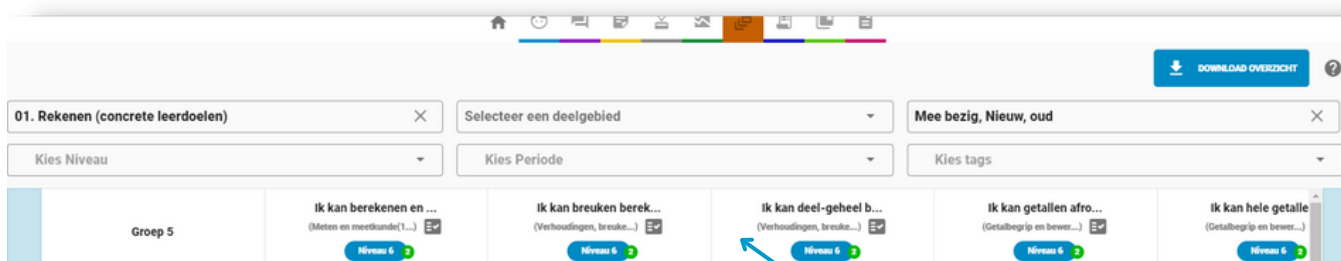 DOWNLOAD OVERZICHT
01. Rekenen (concrete leerdoelen)
Selecteer een deelgebied
Mee bezig, Nieuw, oud
Kies Niveau
Kies Periode
Kies tags
Groep 5
Ik kan berekenen en ...
(Meten en meetkunde(1...)
Niveau 6 2
Ik kan breuken berek...
(Verhoudingen, breuke...)
Niveau 6 2
Ik kan deel-geheel b...
(Verhoudingen, breuke...)
Niveau 6 2
Ik kan getallen afro...
(Getalbegrip en bewer...)
Niveau 6 2
Ik kan hele getalle
(Getalbegrip en bewer...)
Niveau 6 2